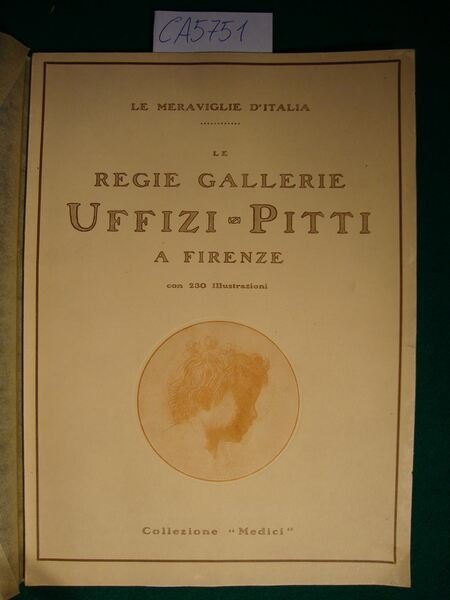 CA5751
LE MERAVIGLIE D'ITALIA
LE
REGIE GALLERIE
UFFIZI PITTI
A FIRENZE
con 230 Illustrazioni
Collezione "Medici"